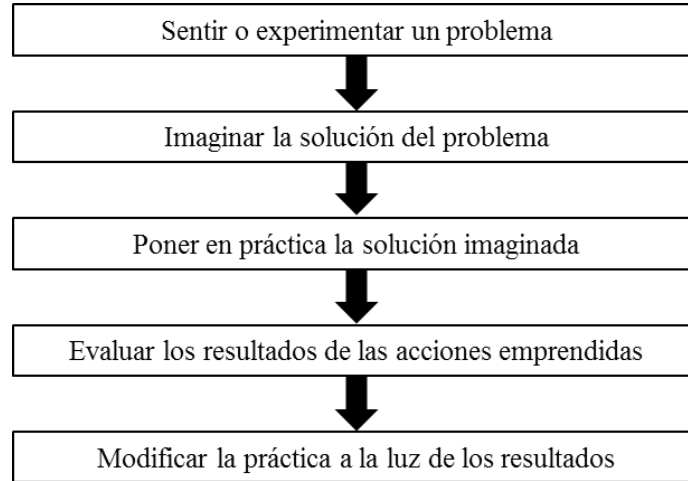 Sentir o experimentar un problema
Imaginar la solución del problema
Poner en práctica la solución imaginada
Evaluar los resultados de las acciones emprendidas
Modificar la práctica a la luz de los resultados